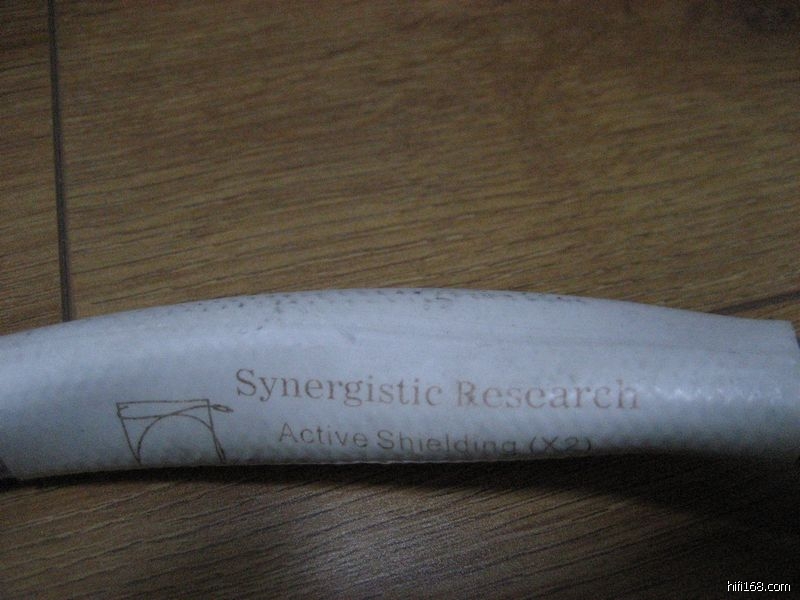 Synergistic Research
Active Shielding (X2)
hifi168.com